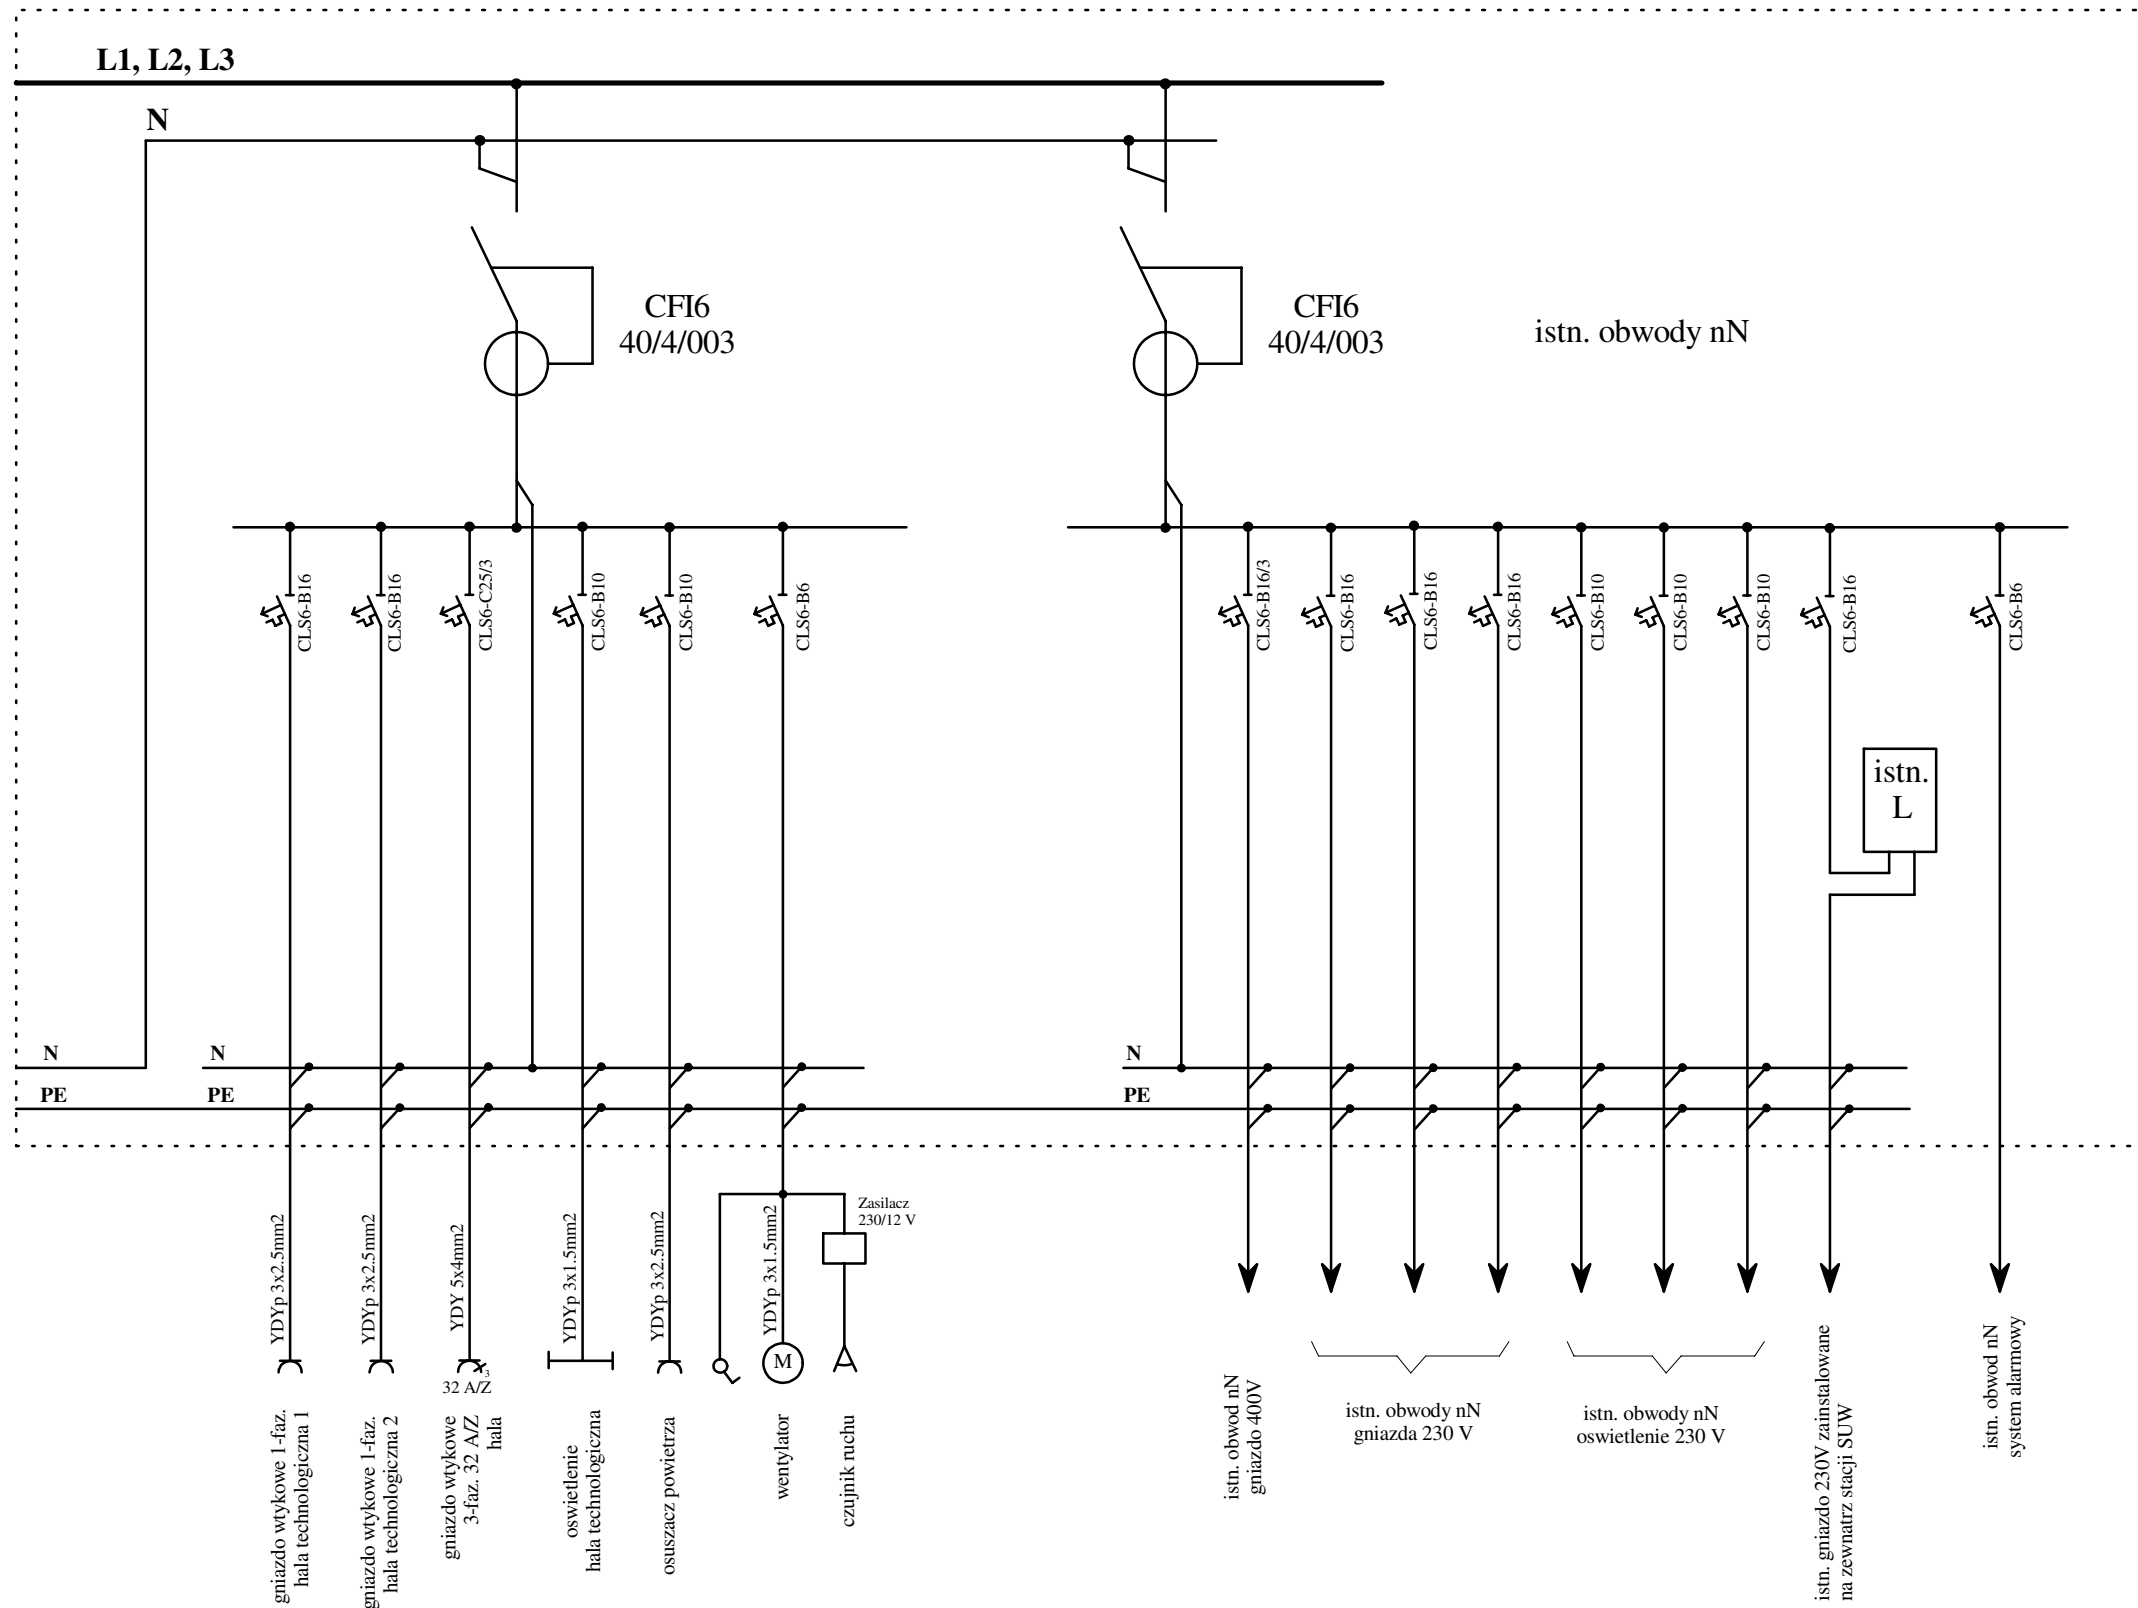 L1, L2, L3
N
CFI6
40/4/003
CFI6
40/4/003
istn. obwody nN
CLS6-B16
CLS6-B16
CLS6-C25/3
CLS6-B10
CLS6-B10
CLS6-B6
CLS6-B16/3
CLS6-B16
CLS6-B16
CLS6-B16
CLS6-B10
CLS6-B10
CLS6-B10
CLS6-B16
CLS6-B6
istn.
L
N
N
N
PE
PE
PE
Zasilacz
230/12 V
YDYp 3x2.5mm2
YDYp 3x2.5mm2
YDY 5x4mm2
YDYp 3x1.5mm2
YDYp 3x2.5mm2
YDYp 3x1.5mm2
M
3
32 A/Z
gniazdo wtykowe 1-faz.
hala technologiczna 1
gniazdo wtykowe 1-faz.
hala technologiczna 2
gniazdo wtykowe
3-faz. 32 A/Z
hala
oswietlenie
hala technologiczna
osuszacz powietrza
wentylator
czujnik ruchu
istn. obwod nN
gniazdo 400V
istn. obwody nN
gniazda 230 V
istn. obwody nN
oswietlenie 230 V
istn. gniazdo 230V zainstalowane
na zewnatrz stacji SUW
istn. obwod nN
system alarmowy